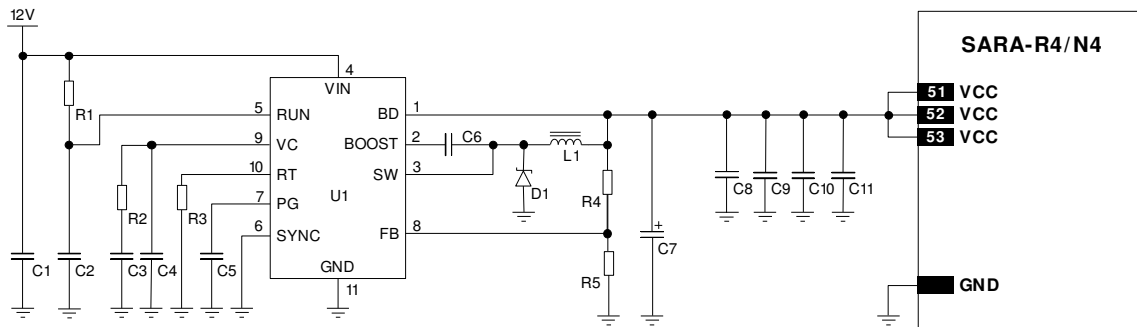 12V
SARA-R4/N4
4
VIN
51 VCC
R1
5 RUN
BD 1
52 VCC
53 VCC
9 VC
BOOST 2
C6
10 RT
SW 3
L1
D1
R4
C8
C9
C10
C11
R2
R3
7 PG
U1
6 SYNC
FB 8
C7
C1
C2
C3
C4
C5
GND
R5
11
GND